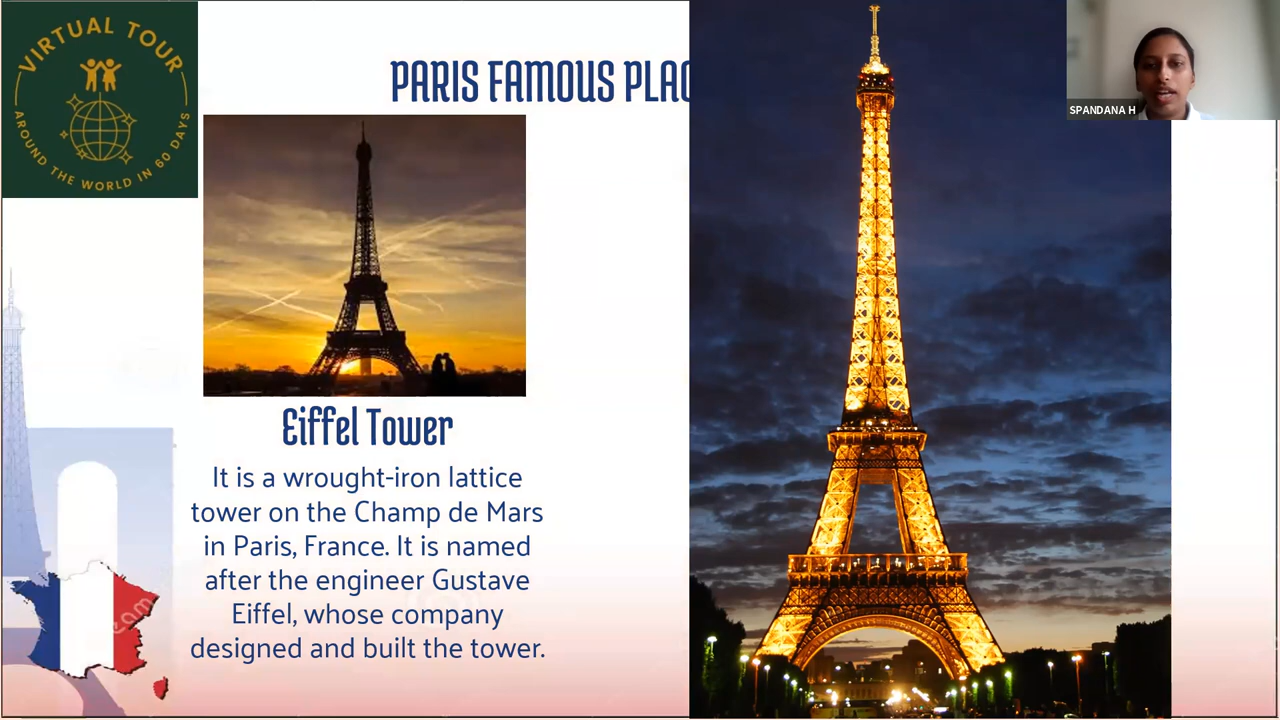 VIRTUAL TOUR
AROUND THE WORLD IN 60 DAYS
PARIS FAMOUS PLAC
SPANDANA H
Eiffel Tower
It is a wrought-iron lattice
tower on the Champ de Mars
in Paris, France. It is named
after the engineer Gustave
Eiffel, whose company
designed and built the tower.